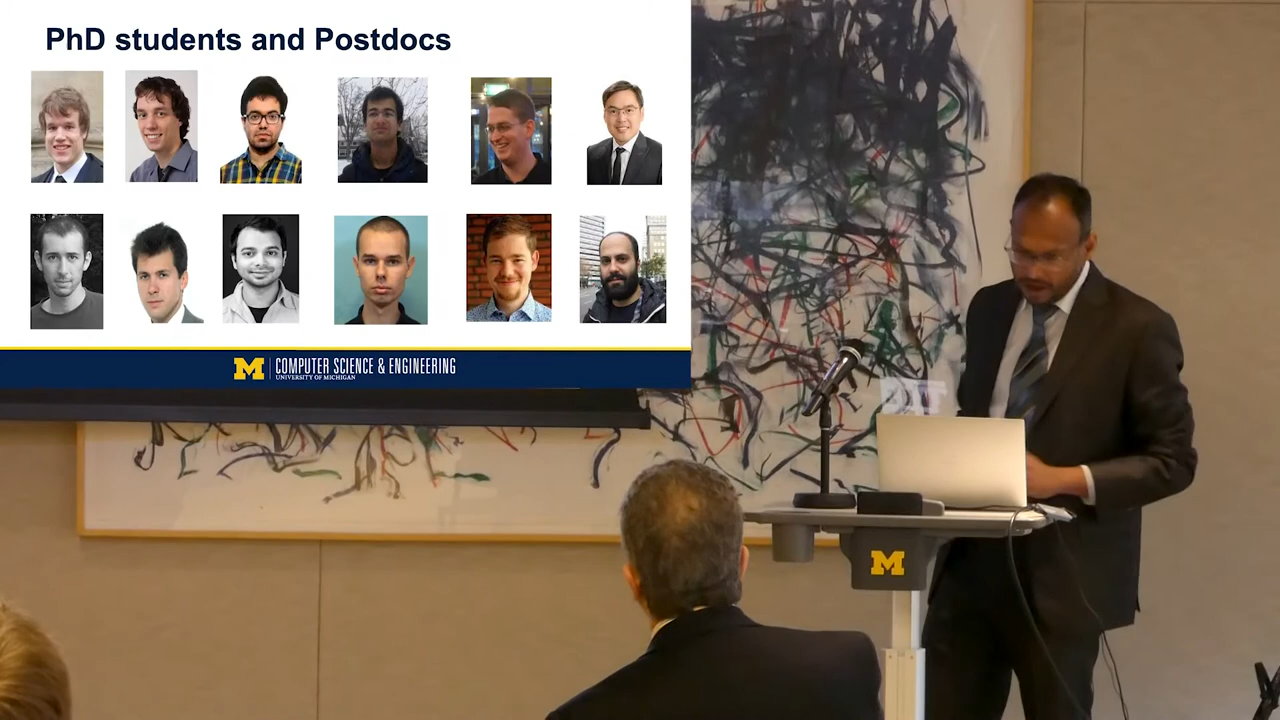 PhD students and Postdocs
M COMPUTER SCIENCE & ENGINEERING
UNIVERSITY OF MICHIGAN
M